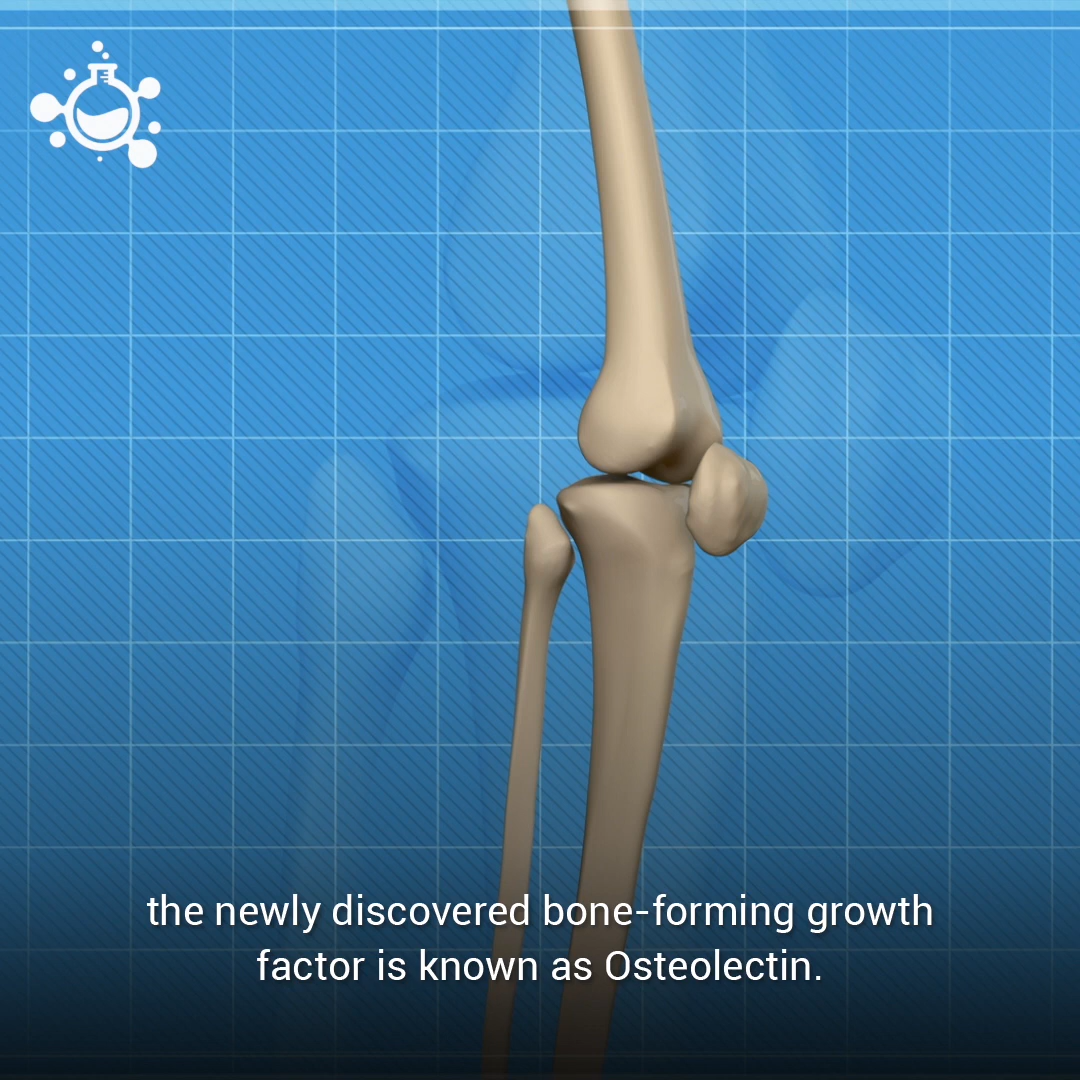 the newly discovered bone-forming growth
factor is known as Osteolectin.